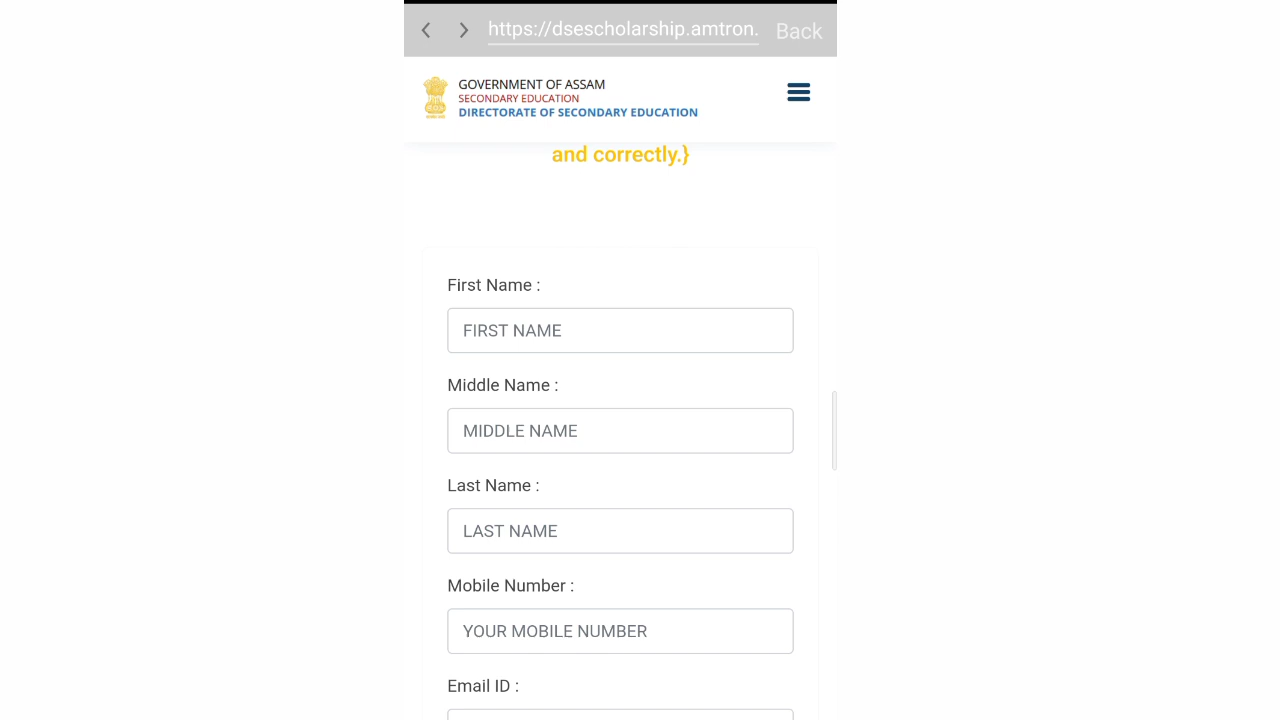 https://dsescholarship.amtron.
Back
GOVERNMENT OF ASSAM
SECONDARY EDUCATION
DIRECTORATE OF SECONDARY EDUCATION
and correctly.}
First Name :
FIRST NAME
Middle Name :
MIDDLE NAME
Last Name :
LAST NAME
Mobile Number :
YOUR MOBILE NUMBER
Email ID :